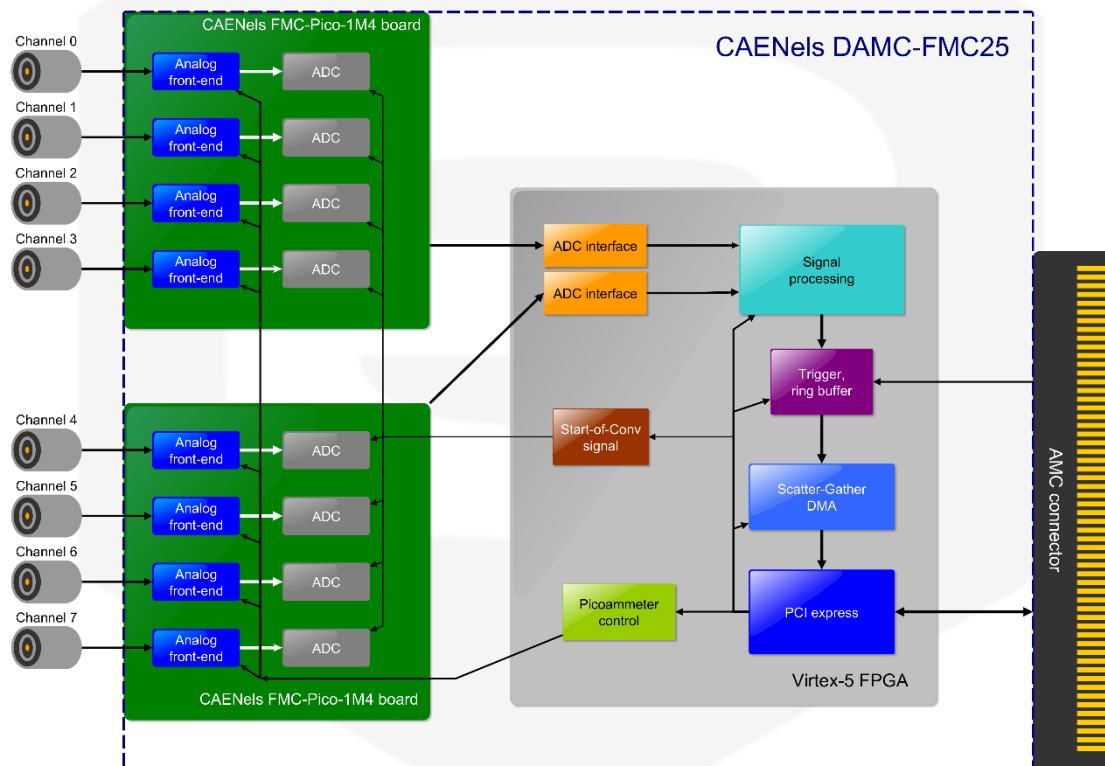 CAENels FMC-Pico-1M4 board
CAENels DAMC-FMC25
Channel 0
Analog
front-end
ADC
Channel 1
Analog
front-end
ADC
Channel 2
Analog
front-end
ADC
Channel 3
Analog
front-end
ADC
ADC interface
ADC interface
Signal
processing
Trigger,
ring buffer
Start-of-Conv
signal
Scatter-Gather
DMA
Picoammeter
control
PCI express
Virtex-5 FPGA
AMC connector
Channel 4
Analog
front-end
ADC
Channel 5
Analog
front-end
ADC
Channel 6
Analog
front-end
ADC
Channel 7
Analog
front-end
ADC
CAENels FMC-Pico-1M4 board